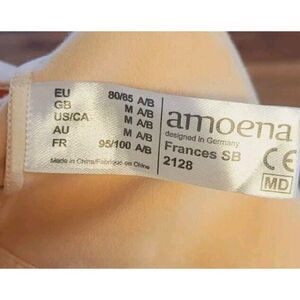 EU 80/85 A/B
GB M A/B
US/CA M A/B
AU M A/B
FR 95/100 A/B
Made in China/Fabriqué en Chine
amoena
designed in Germany
Frances SB
2128
CE
MD